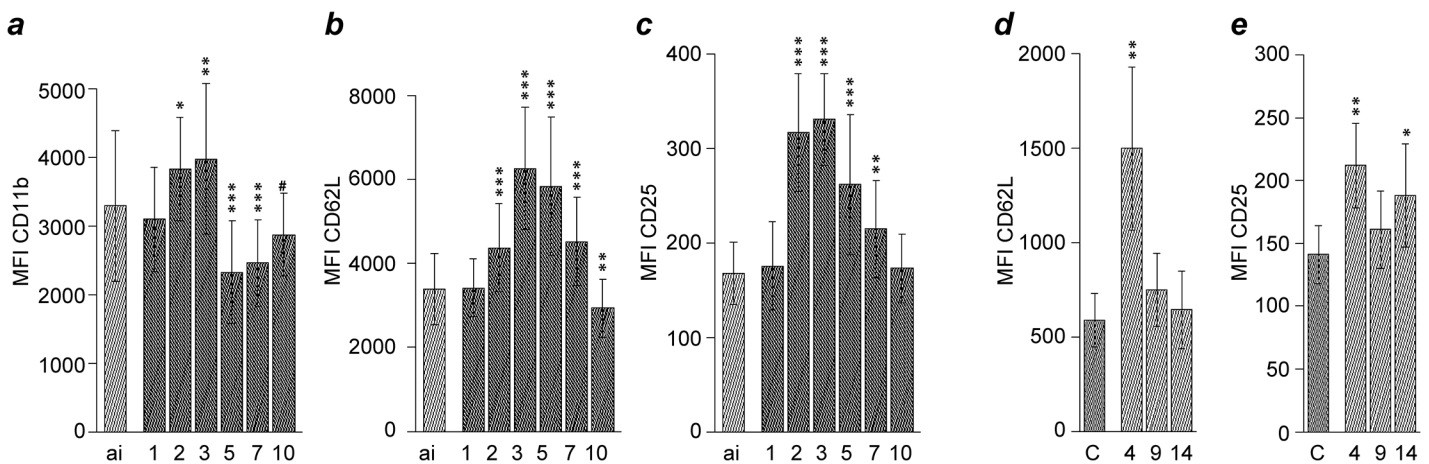 a
MFI CD11b
5000
4000
3000
2000
1000
0
* ** *** *** #
ai 1 2 3 5 7 10
b
MFI CD62L
8000
6000
4000
2000
0
*** *** *** *** **
ai 1 2 3 5 7 10
c
MFI CD25
400
300
200
100
0
*** *** *** **
ai 1 2 3 5 7 10
d
MFI CD62L
2000
1500
1000
500
0
**
C 4 9 14
e
MFI CD25
300
250
200
150
100
50
0
** *
C 4 9 14